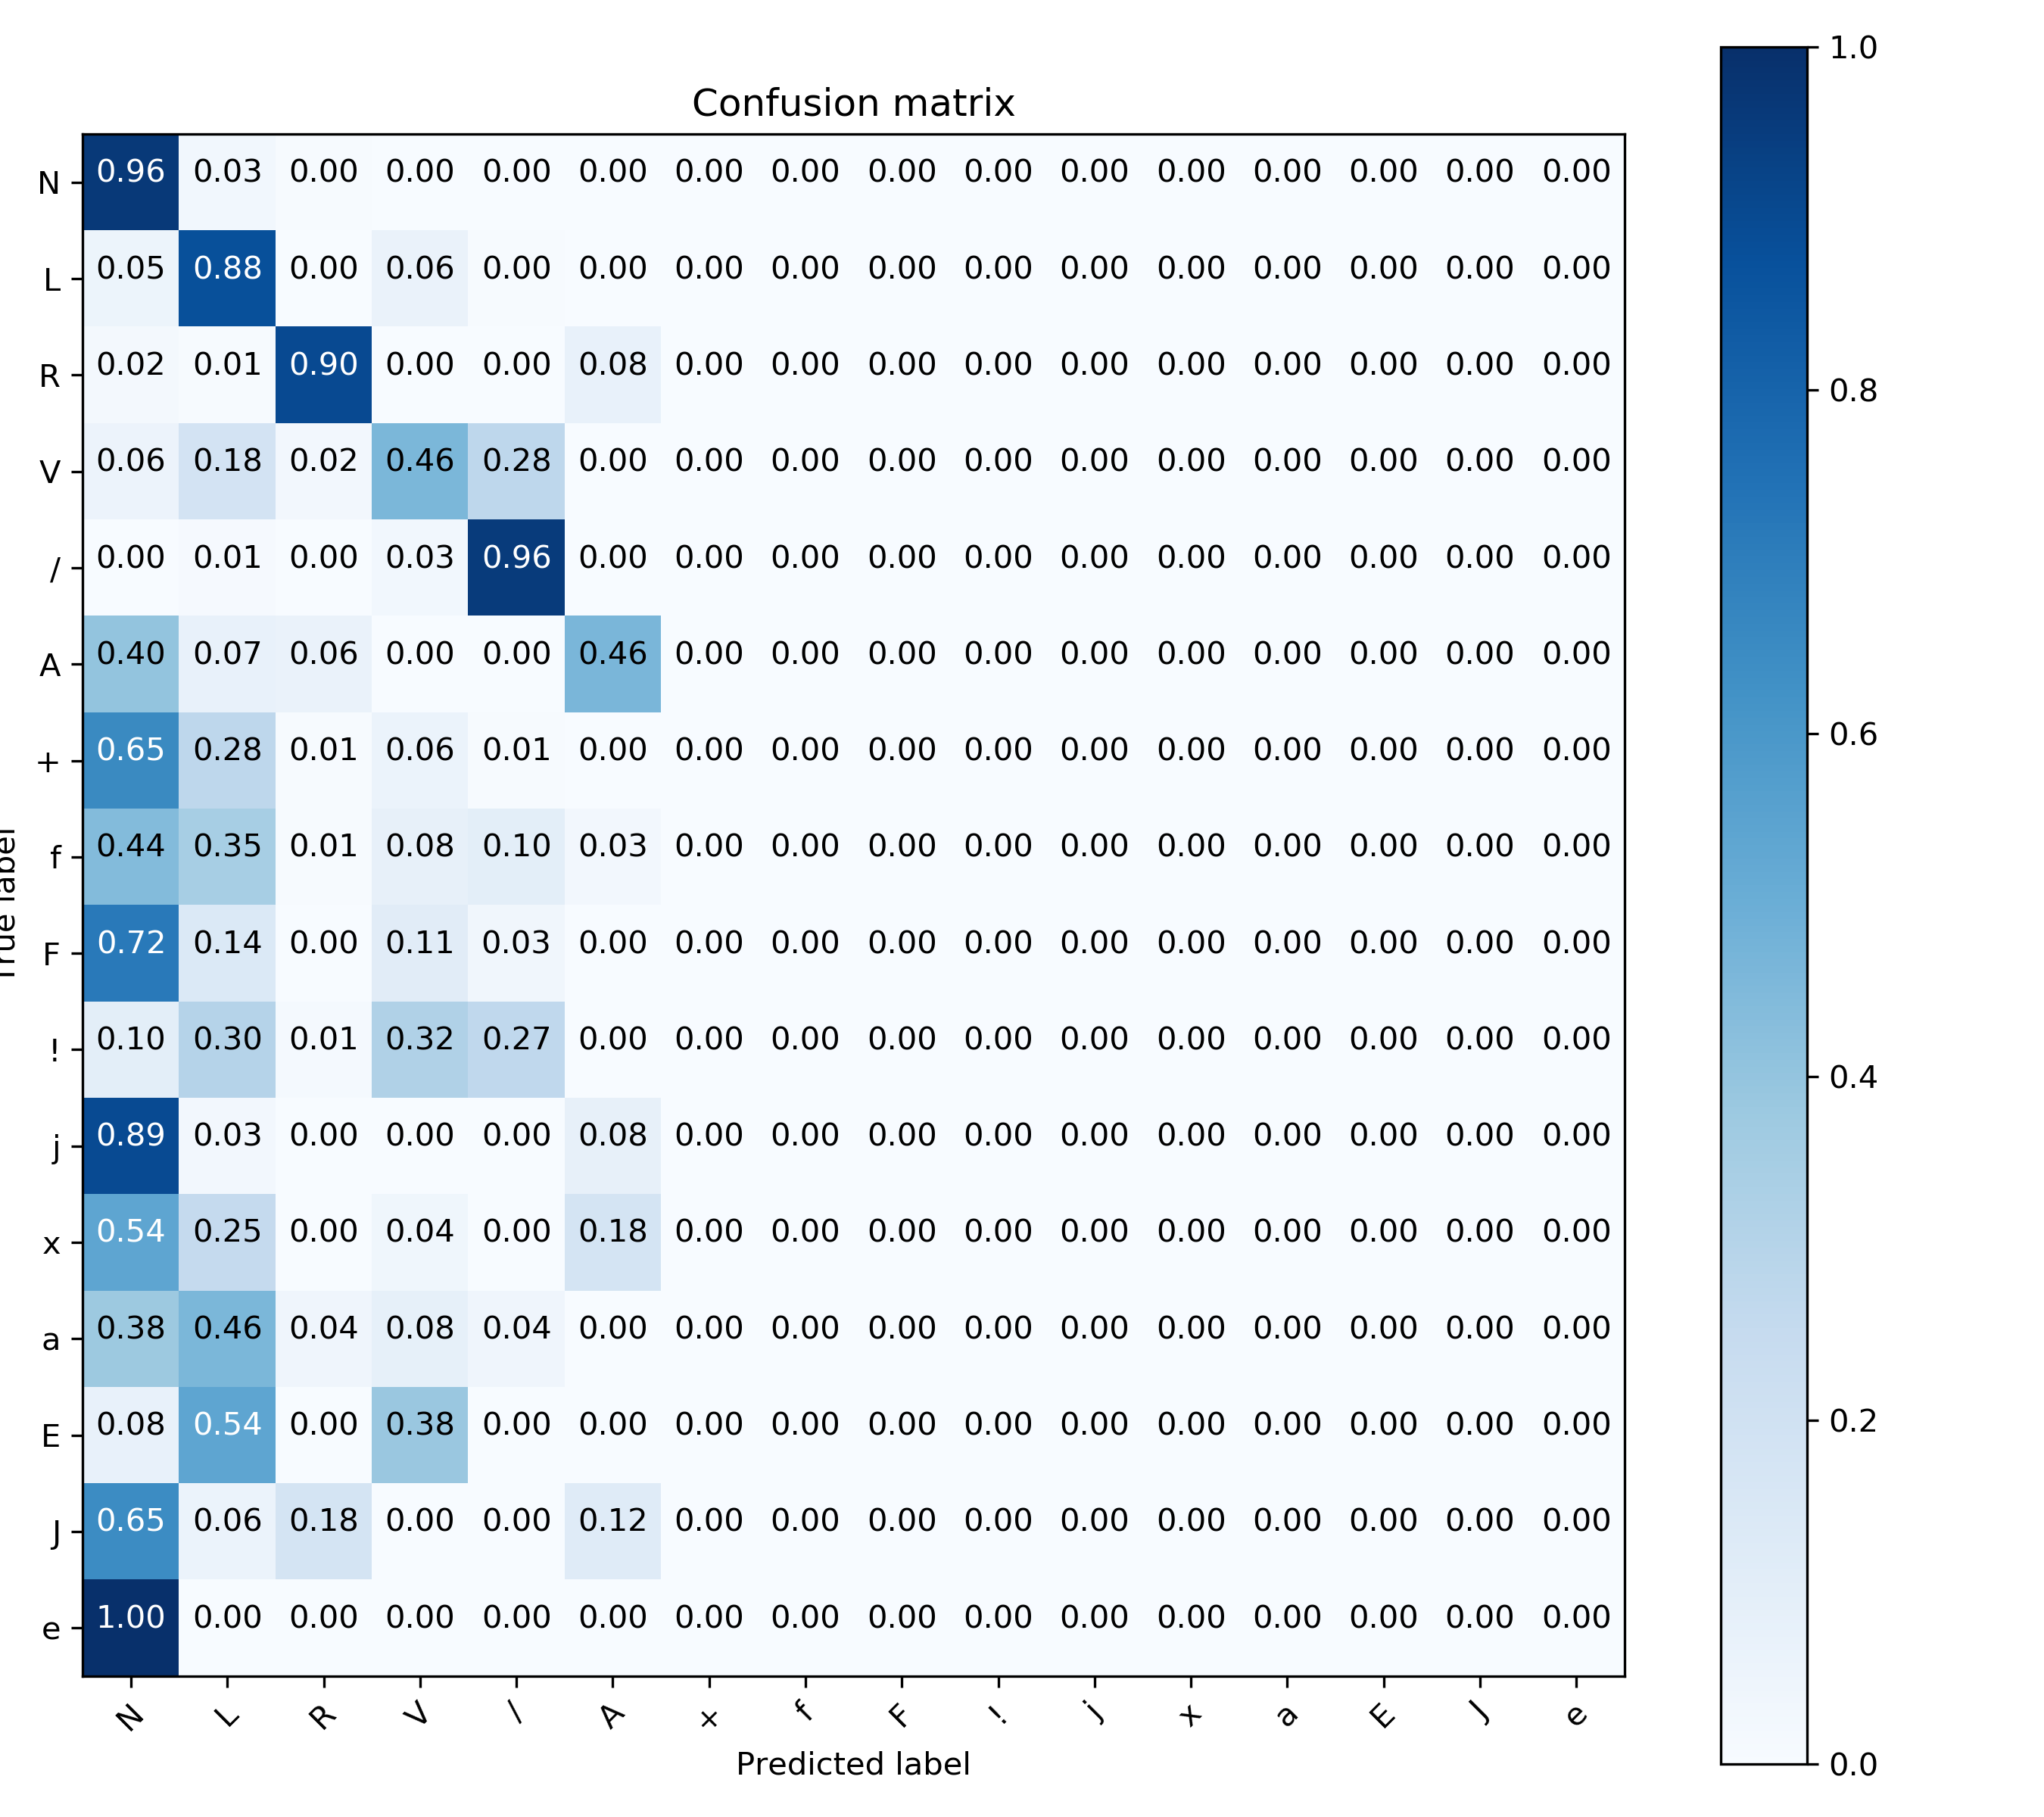 Confusion matrix
N 0.96 0.03 0.00 0.00 0.00 0.00 0.00 0.00 0.00 0.00 0.00 0.00 0.00 0.00 0.00 0.00
L 0.05 0.88 0.00 0.06 0.00 0.00 0.00 0.00 0.00 0.00 0.00 0.00 0.00 0.00 0.00 0.00
R 0.02 0.01 0.90 0.00 0.00 0.08 0.00 0.00 0.00 0.00 0.00 0.00 0.00 0.00 0.00 0.00
V 0.06 0.18 0.02 0.46 0.28 0.00 0.00 0.00 0.00 0.00 0.00 0.00 0.00 0.00 0.00 0.00
/ 0.00 0.01 0.00 0.03 0.96 0.00 0.00 0.00 0.00 0.00 0.00 0.00 0.00 0.00 0.00 0.00
A 0.40 0.07 0.06 0.00 0.00 0.46 0.00 0.00 0.00 0.00 0.00 0.00 0.00 0.00 0.00 0.00
+ 0.65 0.28 0.01 0.06 0.01 0.00 0.00 0.00 0.00 0.00 0.00 0.00 0.00 0.00 0.00 0.00
f 0.44 0.35 0.01 0.08 0.10 0.03 0.00 0.00 0.00 0.00 0.00 0.00 0.00 0.00 0.00 0.00
F 0.72 0.14 0.00 0.11 0.03 0.00 0.00 0.00 0.00 0.00 0.00 0.00 0.00 0.00 0.00 0.00
! 0.10 0.30 0.01 0.32 0.27 0.00 0.00 0.00 0.00 0.00 0.00 0.00 0.00 0.00 0.00 0.00
j 0.89 0.03 0.00 0.00 0.00 0.08 0.00 0.00 0.00 0.00 0.00 0.00 0.00 0.00 0.00 0.00
x 0.54 0.25 0.00 0.04 0.00 0.18 0.00 0.00 0.00 0.00 0.00 0.00 0.00 0.00 0.00 0.00
a 0.38 0.46 0.04 0.08 0.04 0.00 0.00 0.00 0.00 0.00 0.00 0.00 0.00 0.00 0.00 0.00
E 0.08 0.54 0.00 0.38 0.00 0.00 0.00 0.00 0.00 0.00 0.00 0.00 0.00 0.00 0.00 0.00
J 0.65 0.06 0.18 0.00 0.00 0.12 0.00 0.00 0.00 0.00 0.00 0.00 0.00 0.00 0.00 0.00
e 1.00 0.00 0.00 0.00 0.00 0.00 0.00 0.00 0.00 0.00 0.00 0.00 0.00 0.00 0.00 0.00
N L R V / A + f F ! j x a E J e
Predicted label
True label
1.0
0.8
0.6
0.4
0.2
0.0